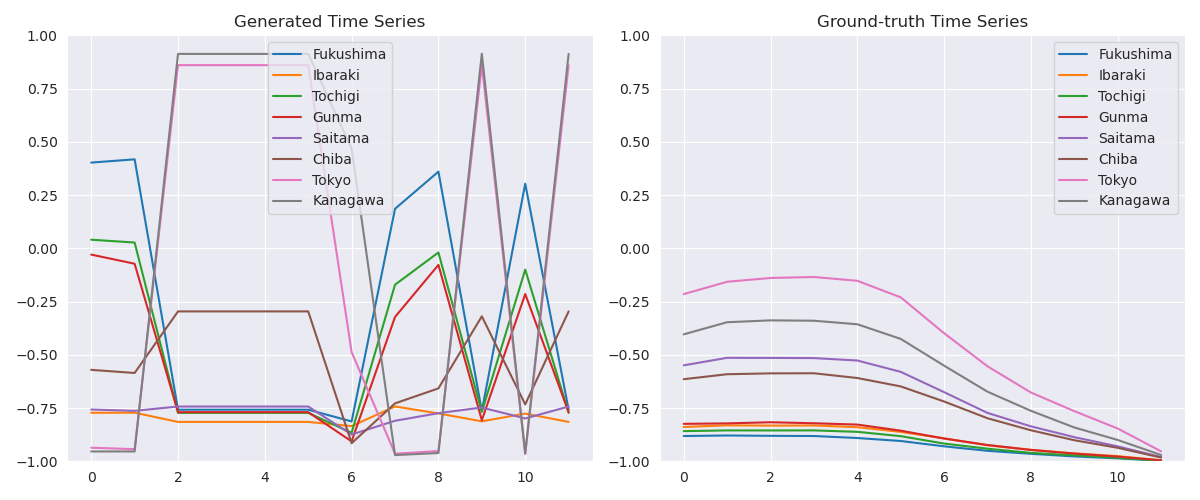 Generated Time Series
1.00
0.75
0.50
0.25
0.00
−0.25
−0.50
−0.75
−1.00
0 2 4 6 8 10
Fukushima
Ibaraki
Tochigi
Gunma
Saitama
Chiba
Tokyo
Kanagawa
Ground-truth Time Series
1.00
0.75
0.50
0.25
0.00
−0.25
−0.50
−0.75
−1.00
0 2 4 6 8 10
Fukushima
Ibaraki
Tochigi
Gunma
Saitama
Chiba
Tokyo
Kanagawa